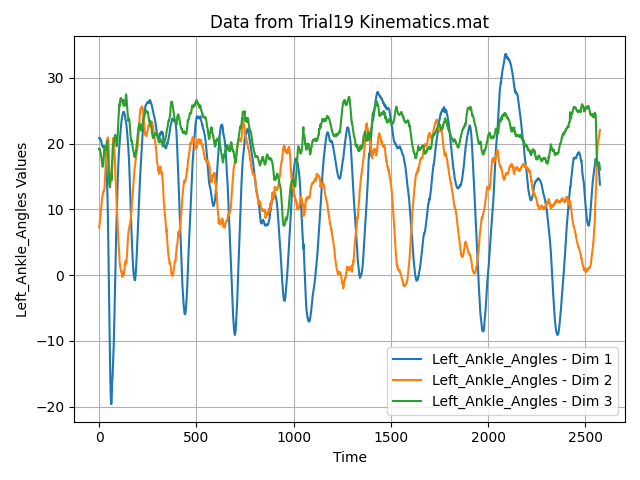 Data from Trial19 Kinematics.mat
Left_Ankle_Angles Values
30
20
10
0
−10
−20
0
500
1000
1500
2000
2500
Time
Left_Ankle_Angles - Dim 1
Left_Ankle_Angles - Dim 2
Left_Ankle_Angles - Dim 3